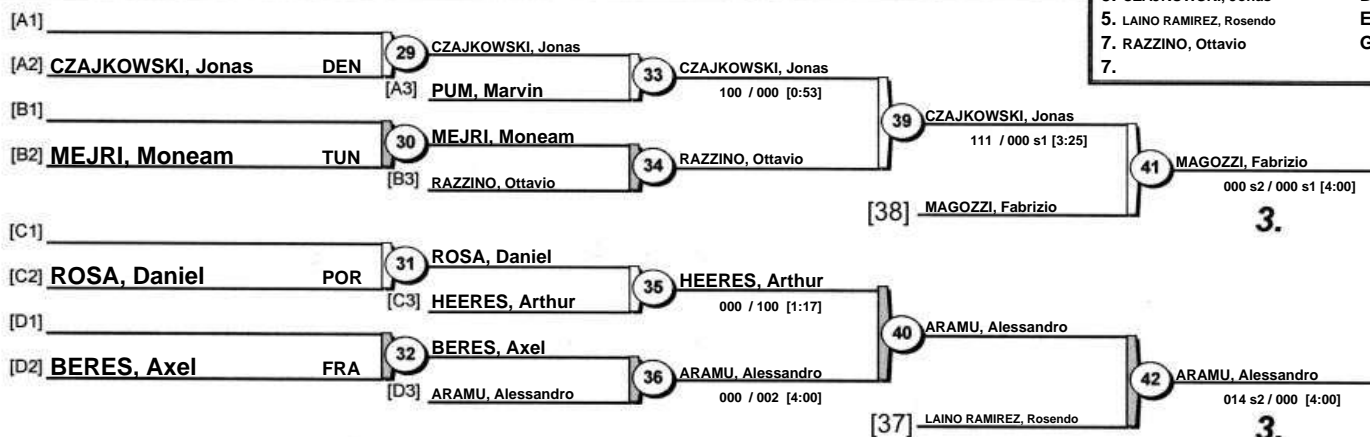 5. LAINO RAMIREZ, Rosendo E
7. RAZZINO, Ottavio G
7.
[A1]
[A2] CZAJKOWSKI, Jonas DEN
29
CZAJKOWSKI, Jonas
[A3] PUM, Marvin
33
CZAJKOWSKI, Jonas
100 / 000 [0:53]
[B1]
[B2] MEJRI, Moneam TUN
30
MEJRI, Moneam
[B3] RAZZINO, Ottavio
34
RAZZINO, Ottavio
39
CZAJKOWSKI, Jonas
111 / 000 s1 [3:25]
[38] MAGOZZI, Fabrizio
41
MAGOZZI, Fabrizio
000 s2 / 000 s1 [4:00]
3.
[C1]
[C2] ROSA, Daniel POR
31
ROSA, Daniel
[C3] HEERES, Arthur
35
HEERES, Arthur
000 / 100 [1:17]
[D1]
[D2] BERES, Axel FRA
32
BERES, Axel
[D3] ARAMU, Alessandro
36
ARAMU, Alessandro
000 / 002 [4:00]
40
ARAMU, Alessandro
[37] LAINO RAMIREZ, Rosendo
42
ARAMU, Alessandro
014 s2 / 000 [4:00]
3.